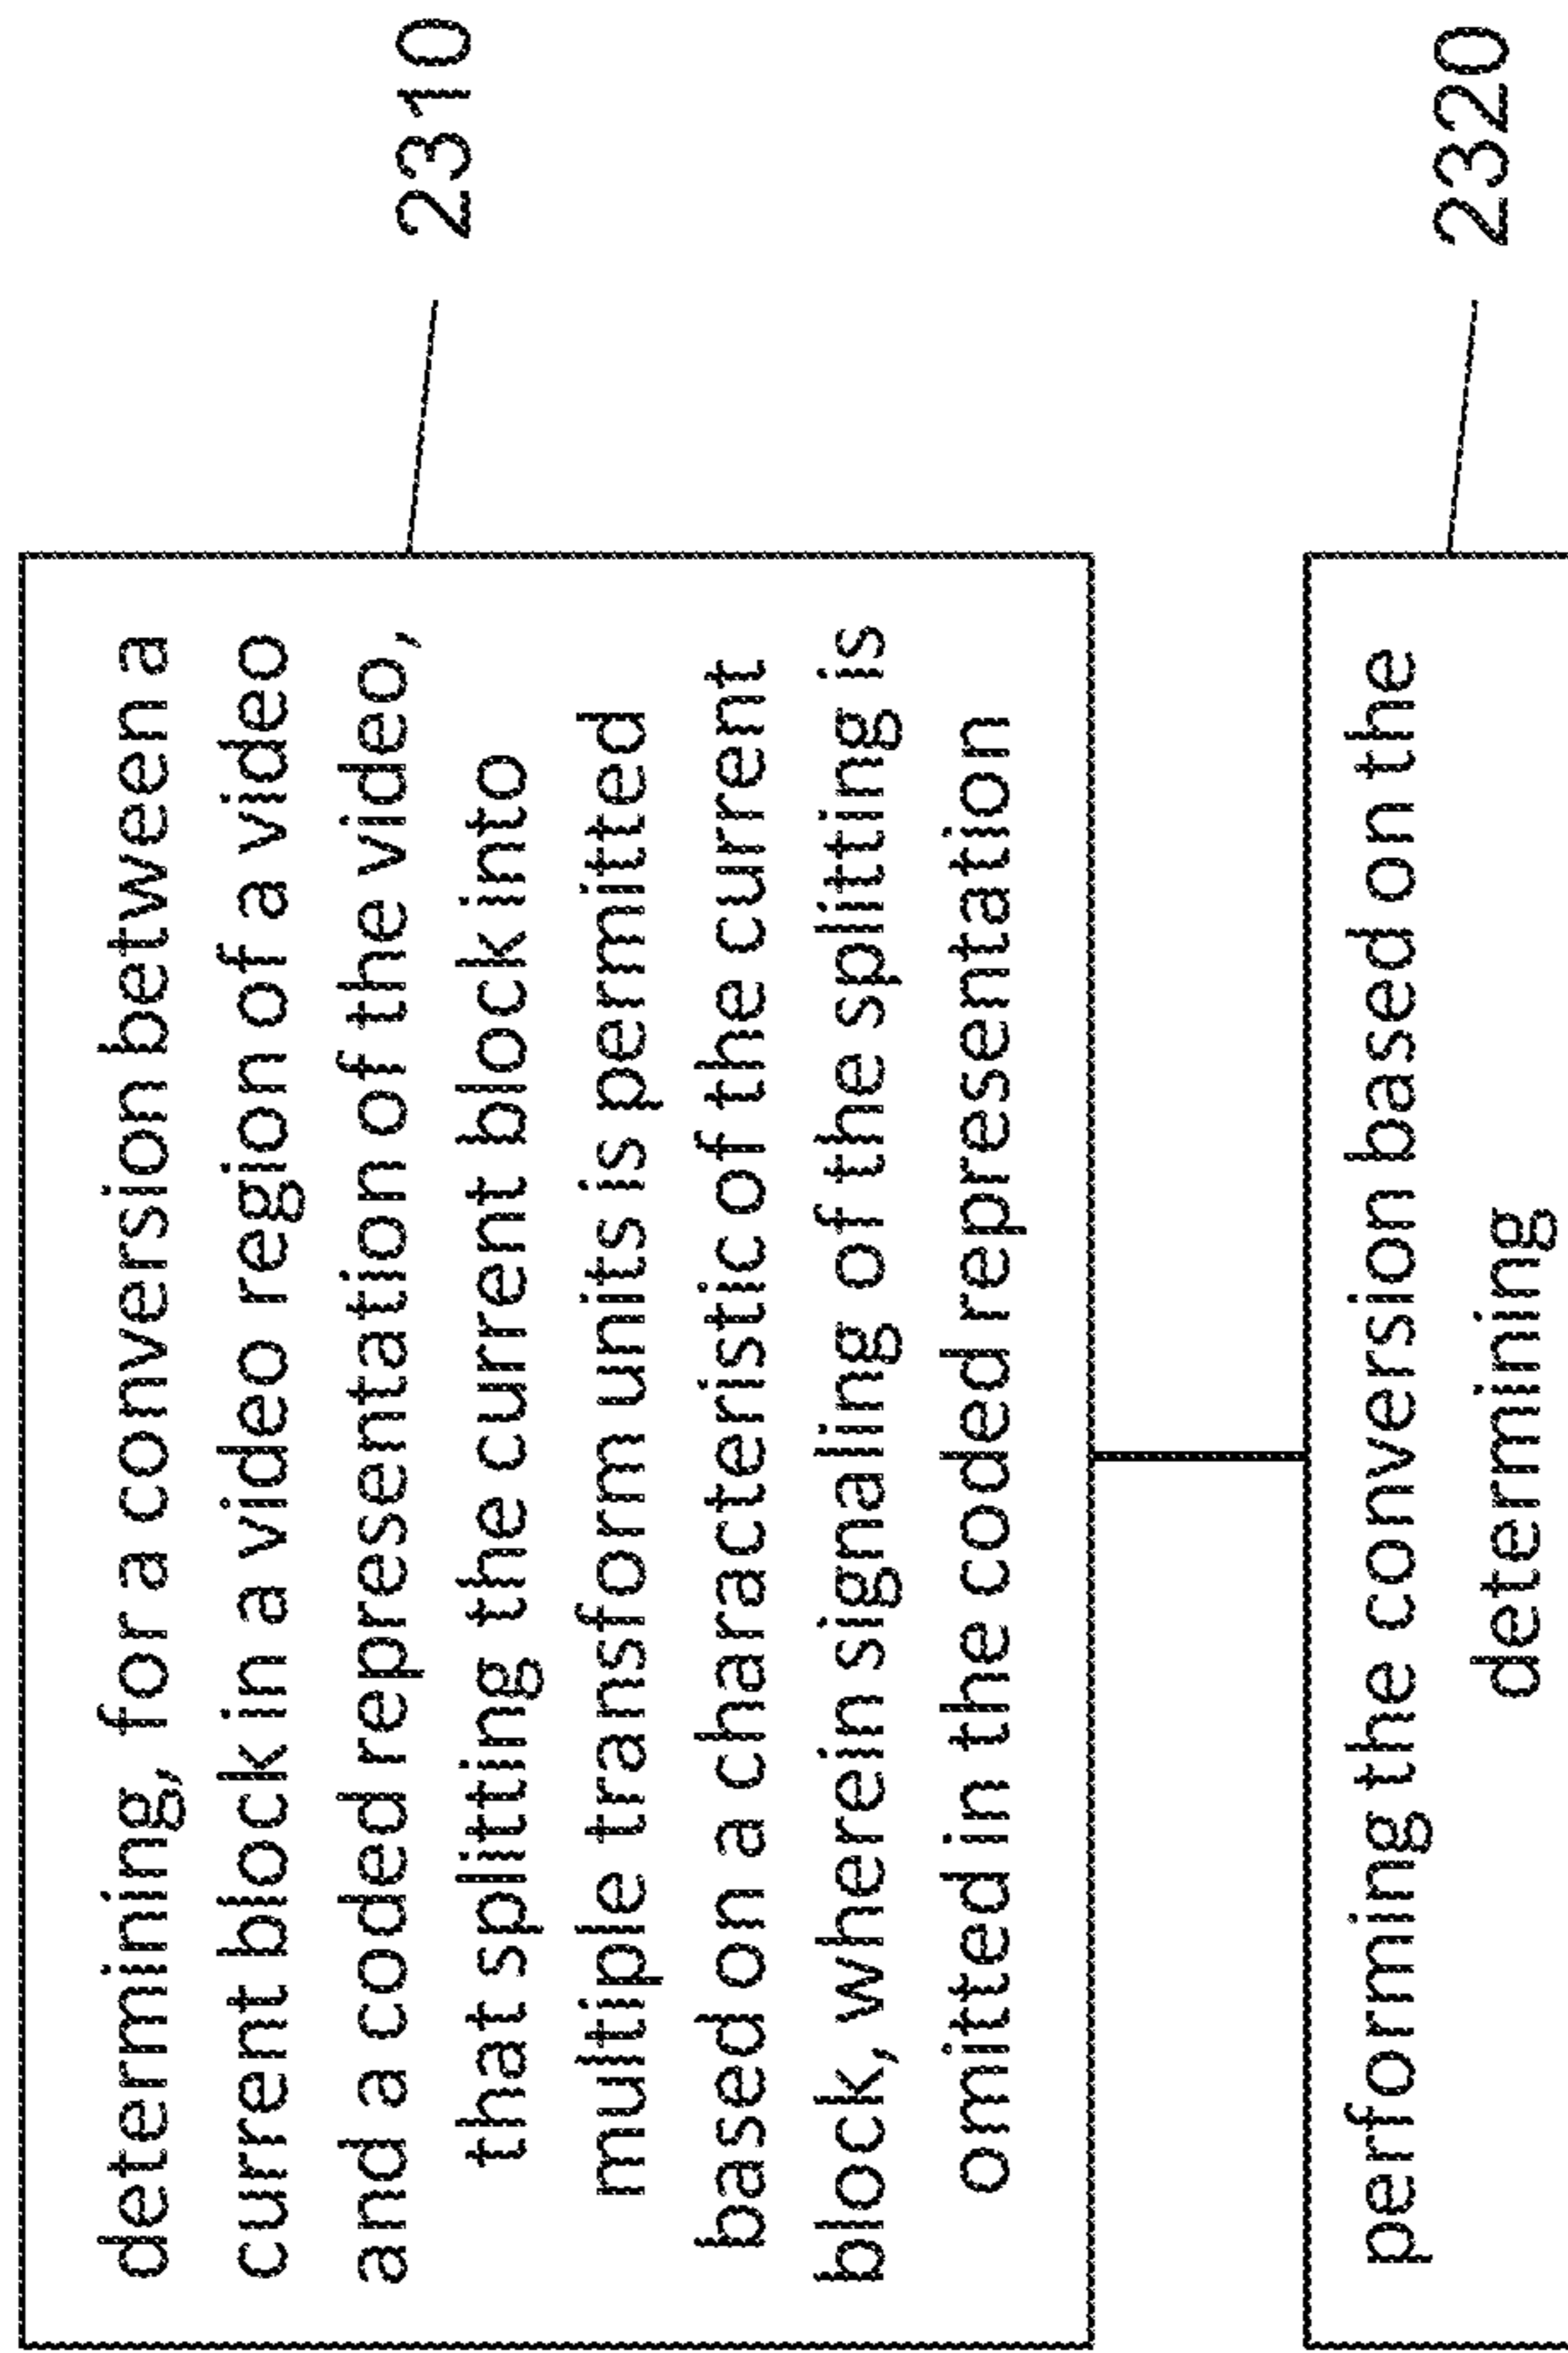 determining, for a conversion between a
current block in a video region of a video
and a coded representation of the video,
that splitting the current block into
multiple transform units is permitted
based on a characteristic of the current
block, wherein signaling of the splitting is
omitted in the coded representation
2310
performing the conversion based on the
determining
2320